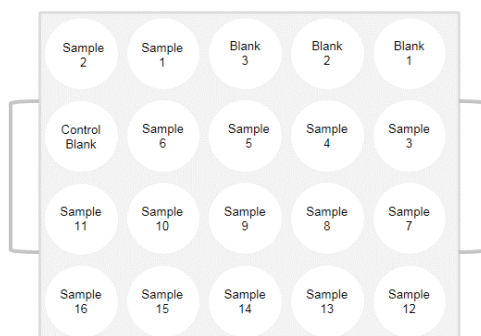 Sample
2
Sample
1
Blank
3
Blank
2
Blank
1
Control
Blank
Sample
6
Sample
5
Sample
4
Sample
3
Sample
11
Sample
10
Sample
9
Sample
8
Sample
7
Sample
16
Sample
15
Sample
14
Sample
13
Sample
12